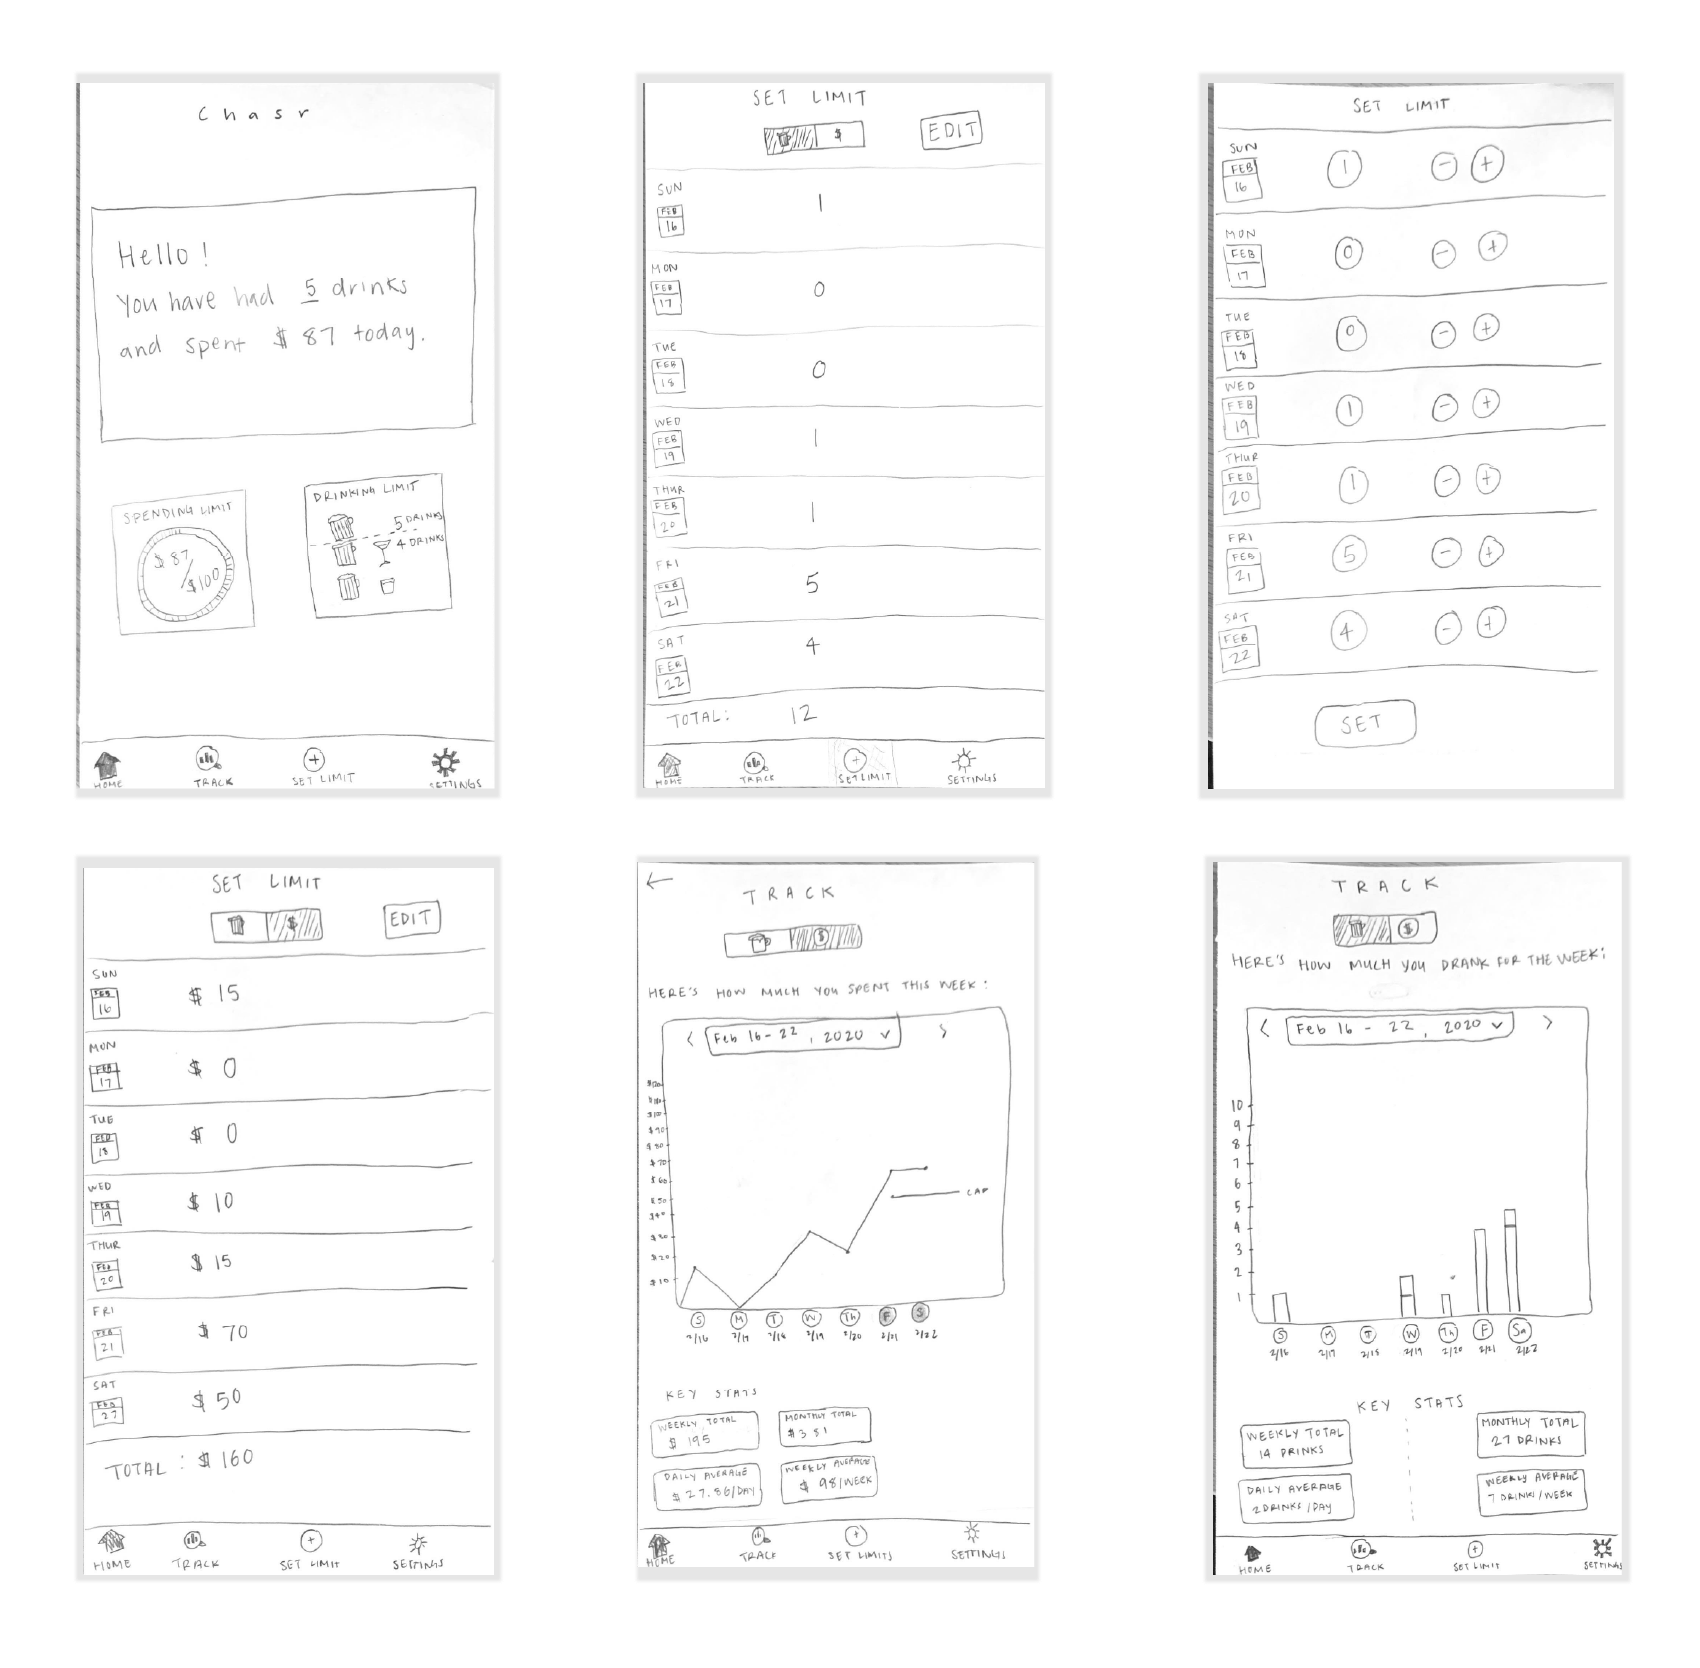 Chasr
Hello!
You have had 5 drinks
and spent $87 today.
SPENDING LIMIT
$87/$100
DRINKING LIMIT
5 DRINKS
4 DRINKS
HOME TRACK SET LIMIT SETTINGS
SET LIMIT
$ EDIT
SUN
FEB
16
1
MON
FEB
17
0
TUE
FEB
18
0
WED
FEB
19
1
THUR
FEB
20
1
FRI
FEB
21
5
SAT
FEB
22
4
TOTAL: 12
HOME TRACK SET LIMIT SETTINGS
SET LIMIT
SUN
FEB
16
1 - +
MON
FEB
17
0 - +
TUE
FEB
18
0 - +
WED
FEB
19
1 - +
THUR
FEB
20
1 - +
FRI
FEB
21
5 - +
SAT
FEB
22
4 - +
SET
SET LIMIT
$ EDIT
SUN
FEB
16
$ 15
MON
FEB
17
$ 0
TUE
FEB
18
$ 0
WED
FEB
19
$ 10
THUR
FEB
20
$ 15
FRI
FEB
21
$ 70
SAT
FEB
$ 50
TOTAL: $160
HOME TRACK SET LIMIT SETTINGS
←
TRACK
$
HERE'S HOW MUCH YOU SPENT THIS WEEK:
< Feb 16-22, 2020 ∨ >
$90
$80
$70
$60
$50
$40
$30
$20
$10
CAP
S M T W Th F S
2/16 2/17 2/18 2/19 2/20 2/21 2/22
KEY STATS
WEEKLY TOTAL
$ 195
MONTHLY TOTAL
$351
DAILY AVERAGE
$27.86/DAY
WEEKLY AVERAGE
$ 98/WEEK
HOME TRACK SET LIMITS SETTINGS
TRACK
$
HERE'S HOW MUCH YOU DRANK FOR THE WEEK:
< Feb 16 - 22, 2020 ∨ >
10
9
8
7
6
5
4
3
2
1
S M T W Th F Sa
2/16 2/17 2/18 2/19 2/20 2/21 2/22
KEY STATS
WEEKLY TOTAL
14 DRINKS
MONTHLY TOTAL
27 DRINKS
DAILY AVERAGE
2 DRINKS/DAY
WEEKLY AVERAGE
7 DRINK/WEEK
HOME TRACK SET LIMIT SETTINGS